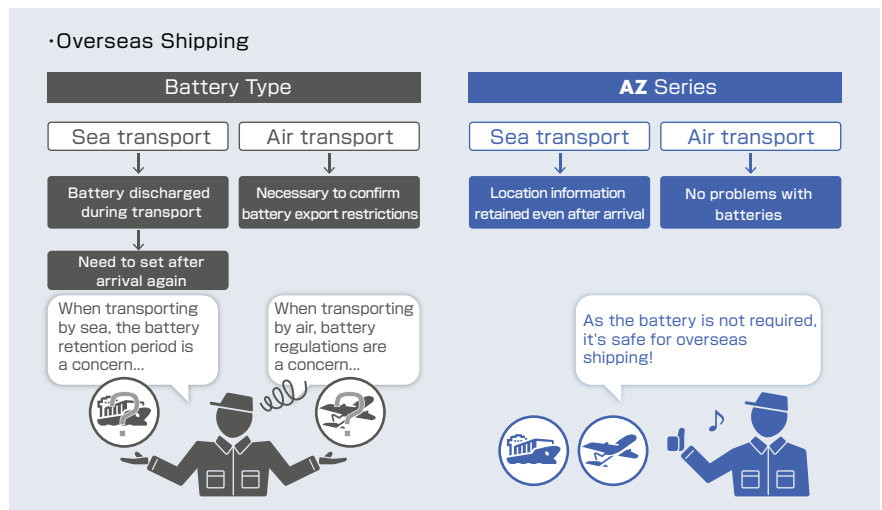 ·Overseas Shipping
Battery Type
Sea transport
Air transport
Battery discharged
during transport
Necessary to confirm
battery export restrictions
Need to set after
arrival again
When transporting
by sea, the battery
retention period is
a concern...
When transporting
by air, battery
regulations are
a concern...
?
?
AZ Series
Sea transport
Air transport
Location information
retained even after arrival
No problems with
batteries
As the battery is not required,
it's safe for overseas
shipping!